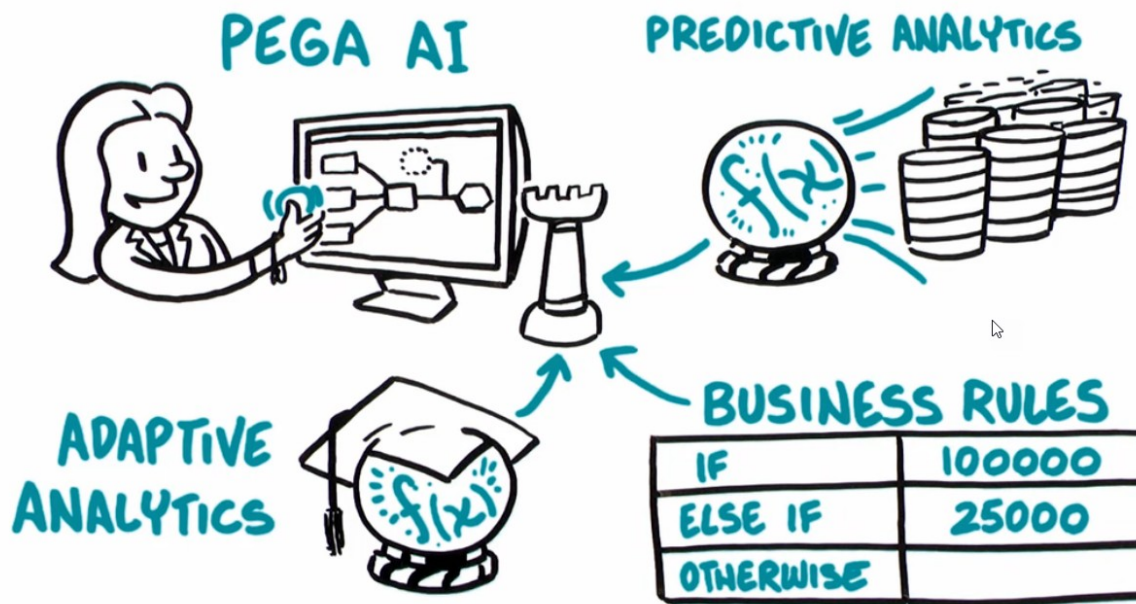 PEGA AI
PREDICTIVE ANALYTICS
f(x)
ADAPTIVE
ANALYTICS
f(x)
BUSINESS RULES
IF 100000
ELSE IF 25000
OTHERWISE